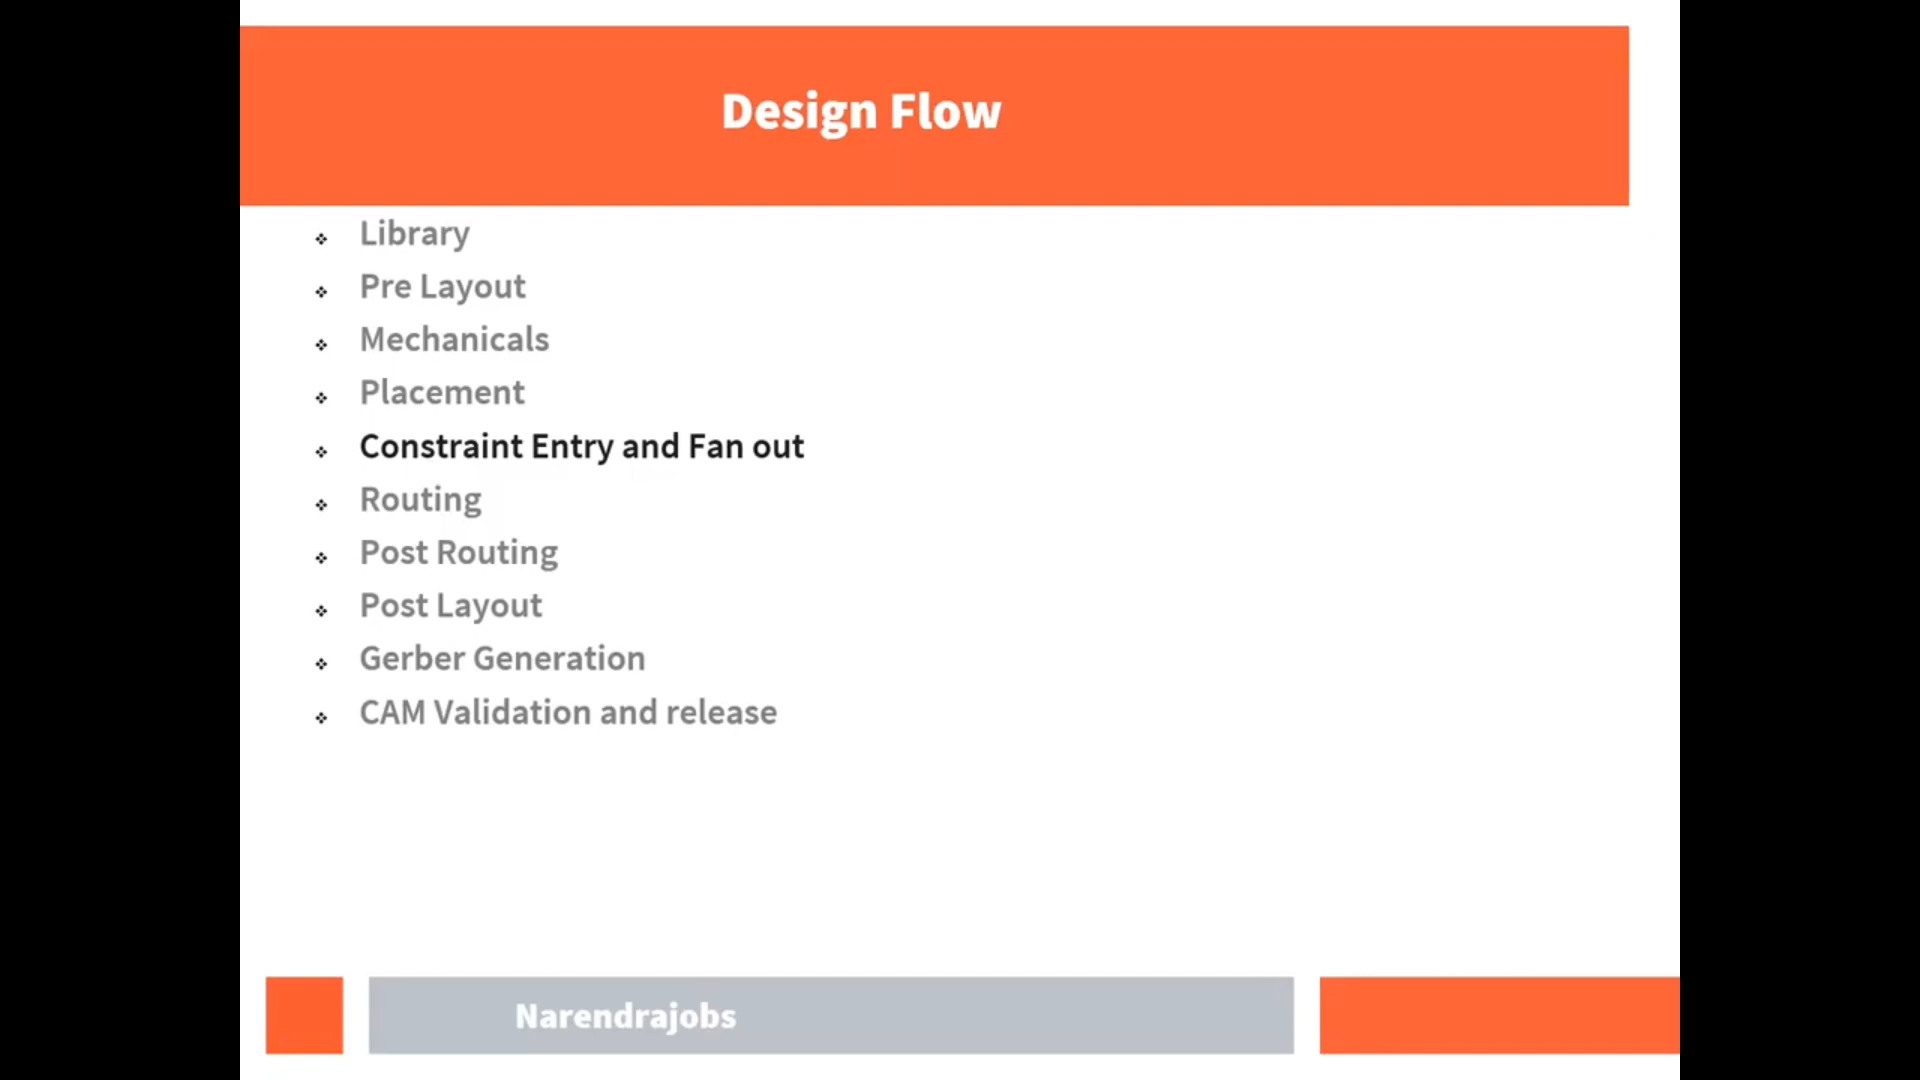 Design Flow
Library
Pre Layout
Mechanicals
Placement
Constraint Entry and Fan out
Routing
Post Routing
Post Layout
Gerber Generation
CAM Validation and release
Narendrajobs